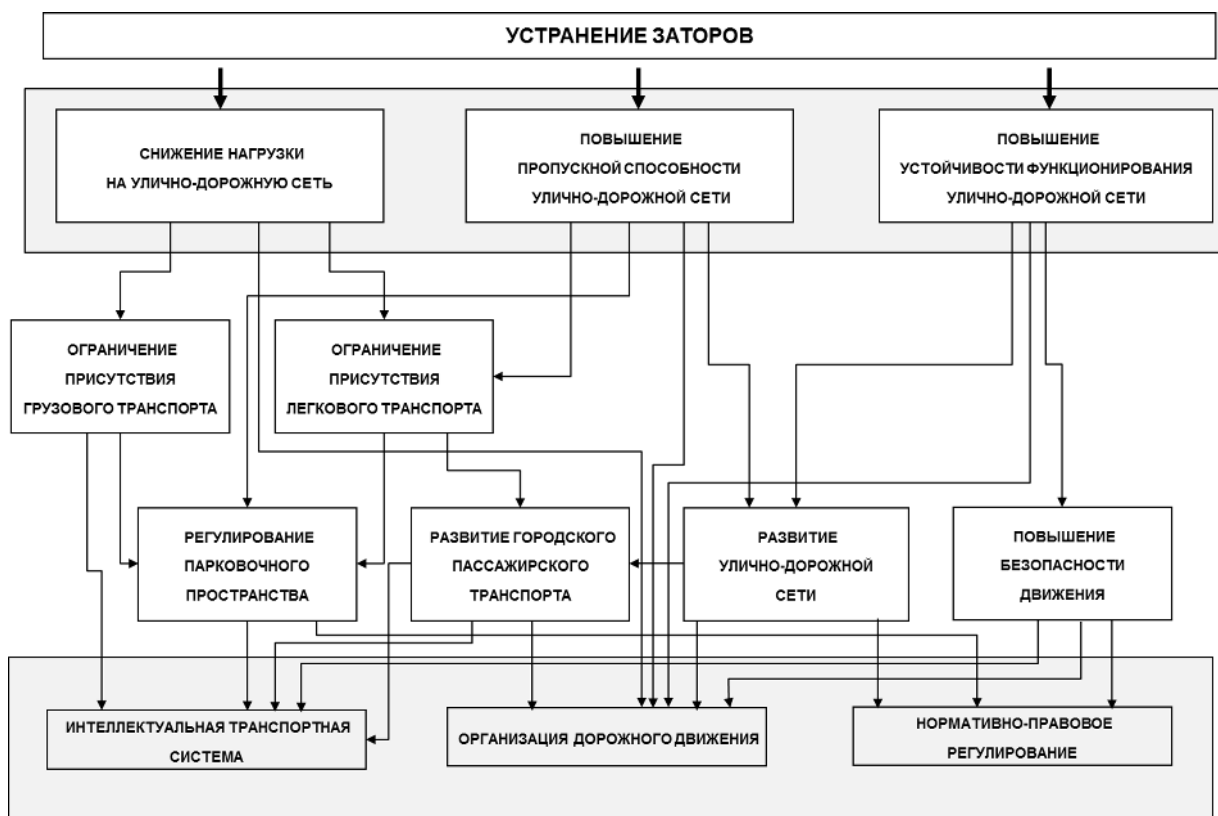 УСТРАНЕНИЕ ЗАТОРОВ
СНИЖЕНИЕ НАГРУЗКИ
НА УЛИЧНО-ДОРОЖНУЮ СЕТЬ
ПОВЫШЕНИЕ
ПРОПУСКНОЙ СПОСОБНОСТИ
УЛИЧНО-ДОРОЖНОЙ СЕТИ
ПОВЫШЕНИЕ
УСТОЙЧИВОСТИ ФУНКЦИОНИРОВАНИЯ
УЛИЧНО-ДОРОЖНОЙ СЕТИ
ОГРАНИЧЕНИЕ
ПРИСУТСТВИЯ
ГРУЗОВОГО ТРАНСПОРТА
ОГРАНИЧЕНИЕ
ПРИСУТСТВИЯ
ЛЕГКОВОГО ТРАНСПОРТА
РЕГУЛИРОВАНИЕ
ПАРКОВОЧНОГО
ПРОСТРАНСТВА
РАЗВИТИЕ ГОРОДСКОГО
ПАССАЖИРСКОГО
ТРАНСПОРТА
РАЗВИТИЕ
УЛИЧНО-ДОРОЖНОЙ
СЕТИ
ПОВЫШЕНИЕ
БЕЗОПАСНОСТИ
ДВИЖЕНИЯ
ИНТЕЛЛЕКТУАЛЬНАЯ ТРАНСПОРТНАЯ
СИСТЕМА
ОРГАНИЗАЦИЯ ДОРОЖНОГО ДВИЖЕНИЯ
НОРМАТИВНО-ПРАВОВОЕ
РЕГУЛИРОВАНИЕ